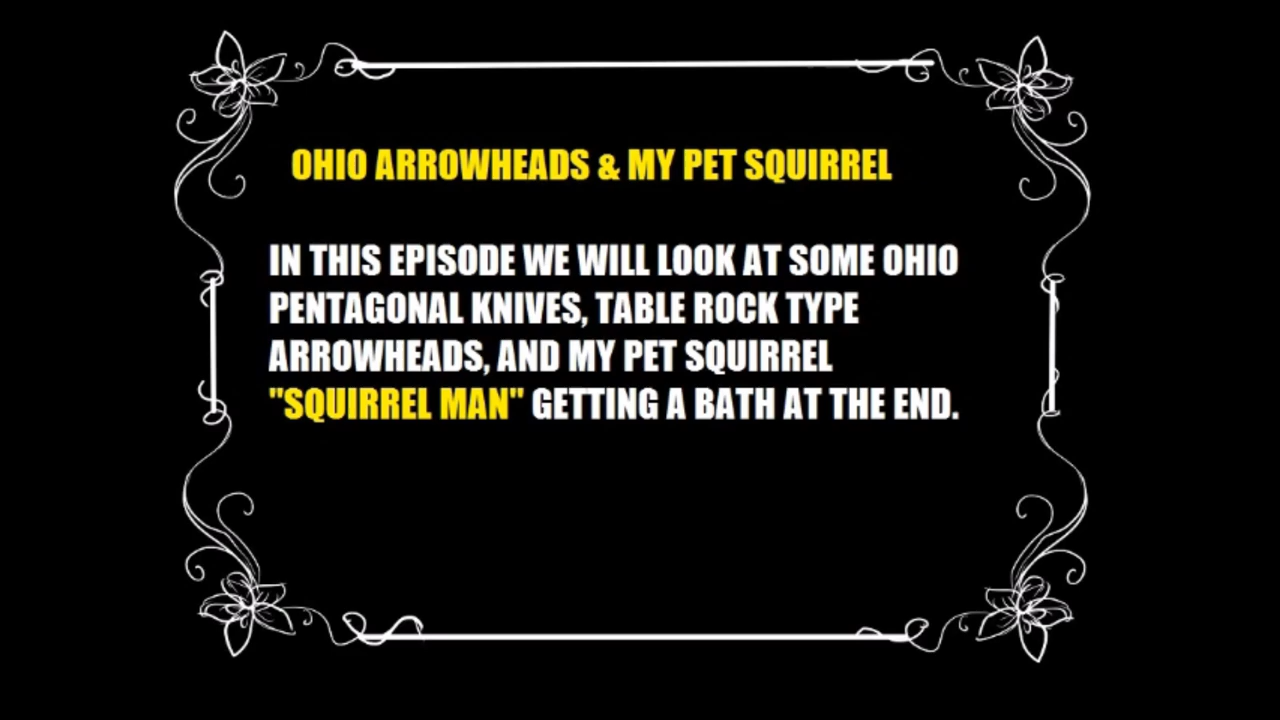 OHIO ARROWHEADS & MY PET SQUIRREL
IN THIS EPISODE WE WILL LOOK AT SOME OHIO
PENTAGONAL KNIVES, TABLE ROCK TYPE
ARROWHEADS, AND MY PET SQUIRREL
"SQUIRREL MAN" GETTING A BATH AT THE END.